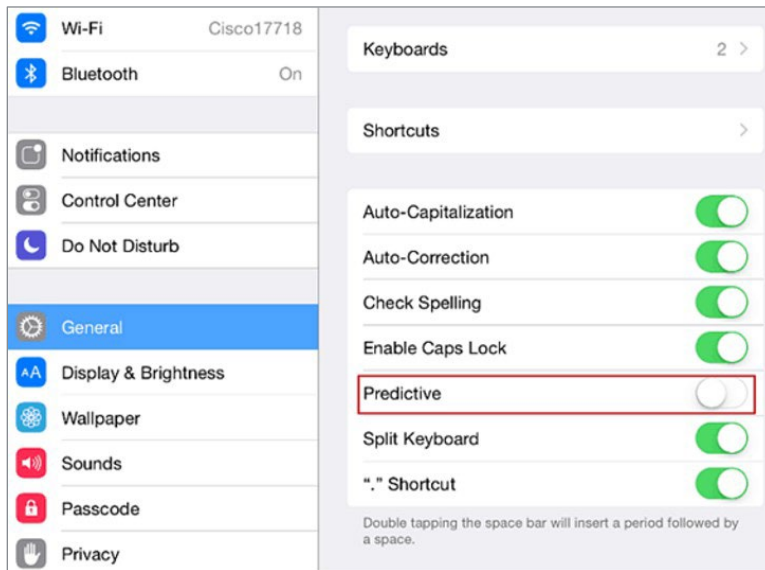 Wi-Fi Cisco17718
Bluetooth On
Notifications
Control Center
Do Not Disturb
General
AA Display & Brightness
Wallpaper
Sounds
Passcode
Privacy
Keyboards 2
Shortcuts
Auto-Capitalization
Auto-Correction
Check Spelling
Enable Caps Lock
Predictive
Split Keyboard
“.” Shortcut
Double tapping the space bar will insert a period followed by
a space.